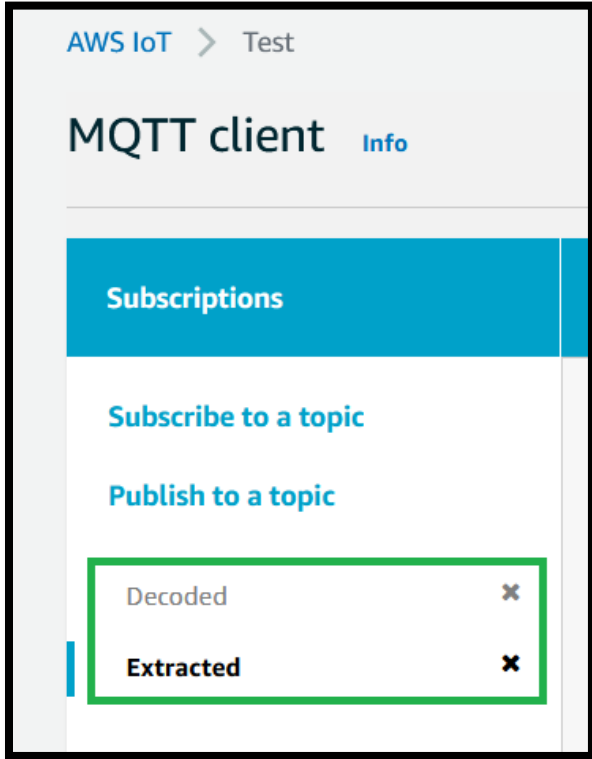 AWS IoT > Test
MQTT client Info
Subscriptions
Subscribe to a topic
Publish to a topic
Decoded ✖
Extracted ✖